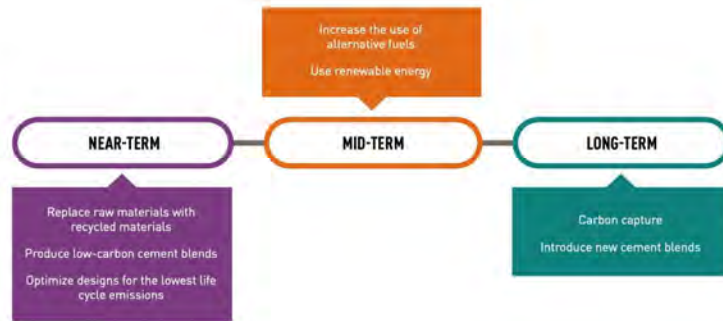 Increase the use of
alternative fuels
Use renewable energy
NEAR-TERM
MID-TERM
LONG-TERM
Replace raw materials with
recycled materials
Produce low-carbon cement blends
Optimize designs for the lowest life
cycle emissions
Carbon capture
Introduce new cement blends